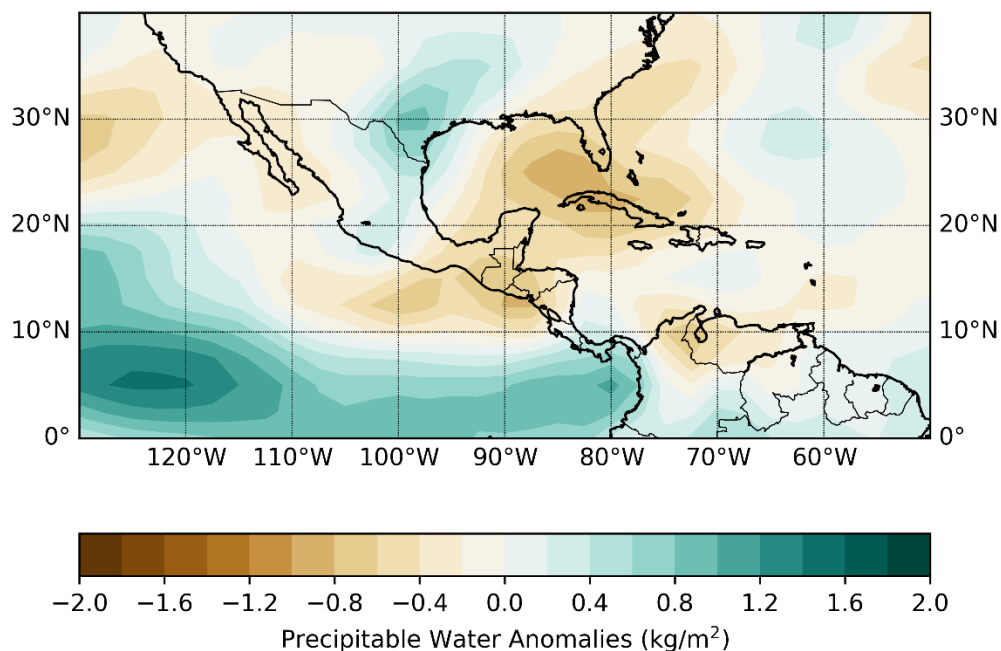 30°N 30°N
20°N 20°N
10°N 10°N
0° 0°
120°W 110°W 100°W 90°W 80°W 70°W 60°W
−2.0 −1.6 −1.2 −0.8 −0.4 0.0 0.4 0.8 1.2 1.6 2.0
Precipitable Water Anomalies (kg/m²)